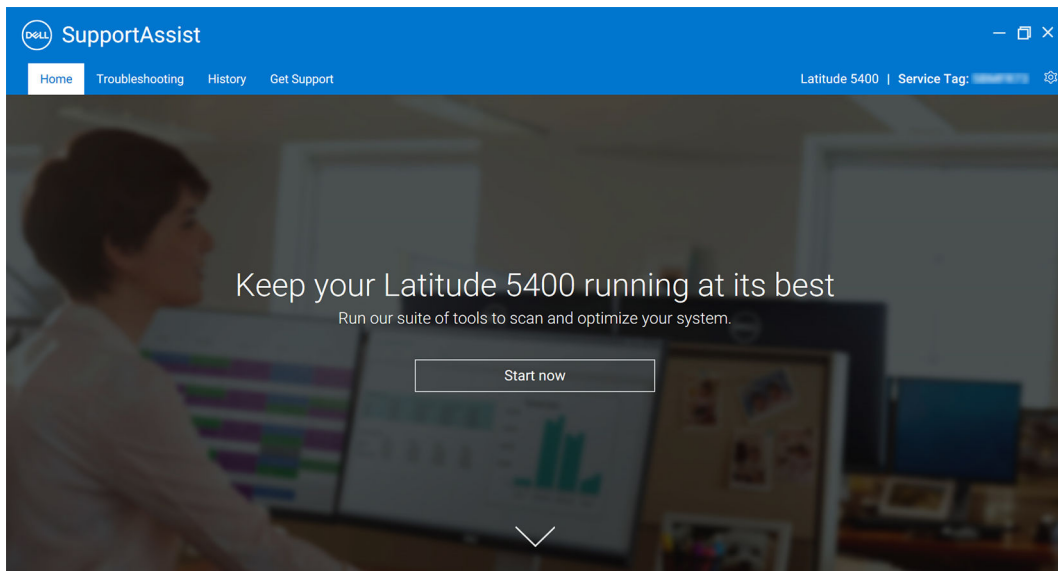 DELL SupportAssist
Home Troubleshooting History Get Support Latitude 5400 | Service Tag:
Keep your Latitude 5400 running at its best
Run our suite of tools to scan and optimize your system.
Start now